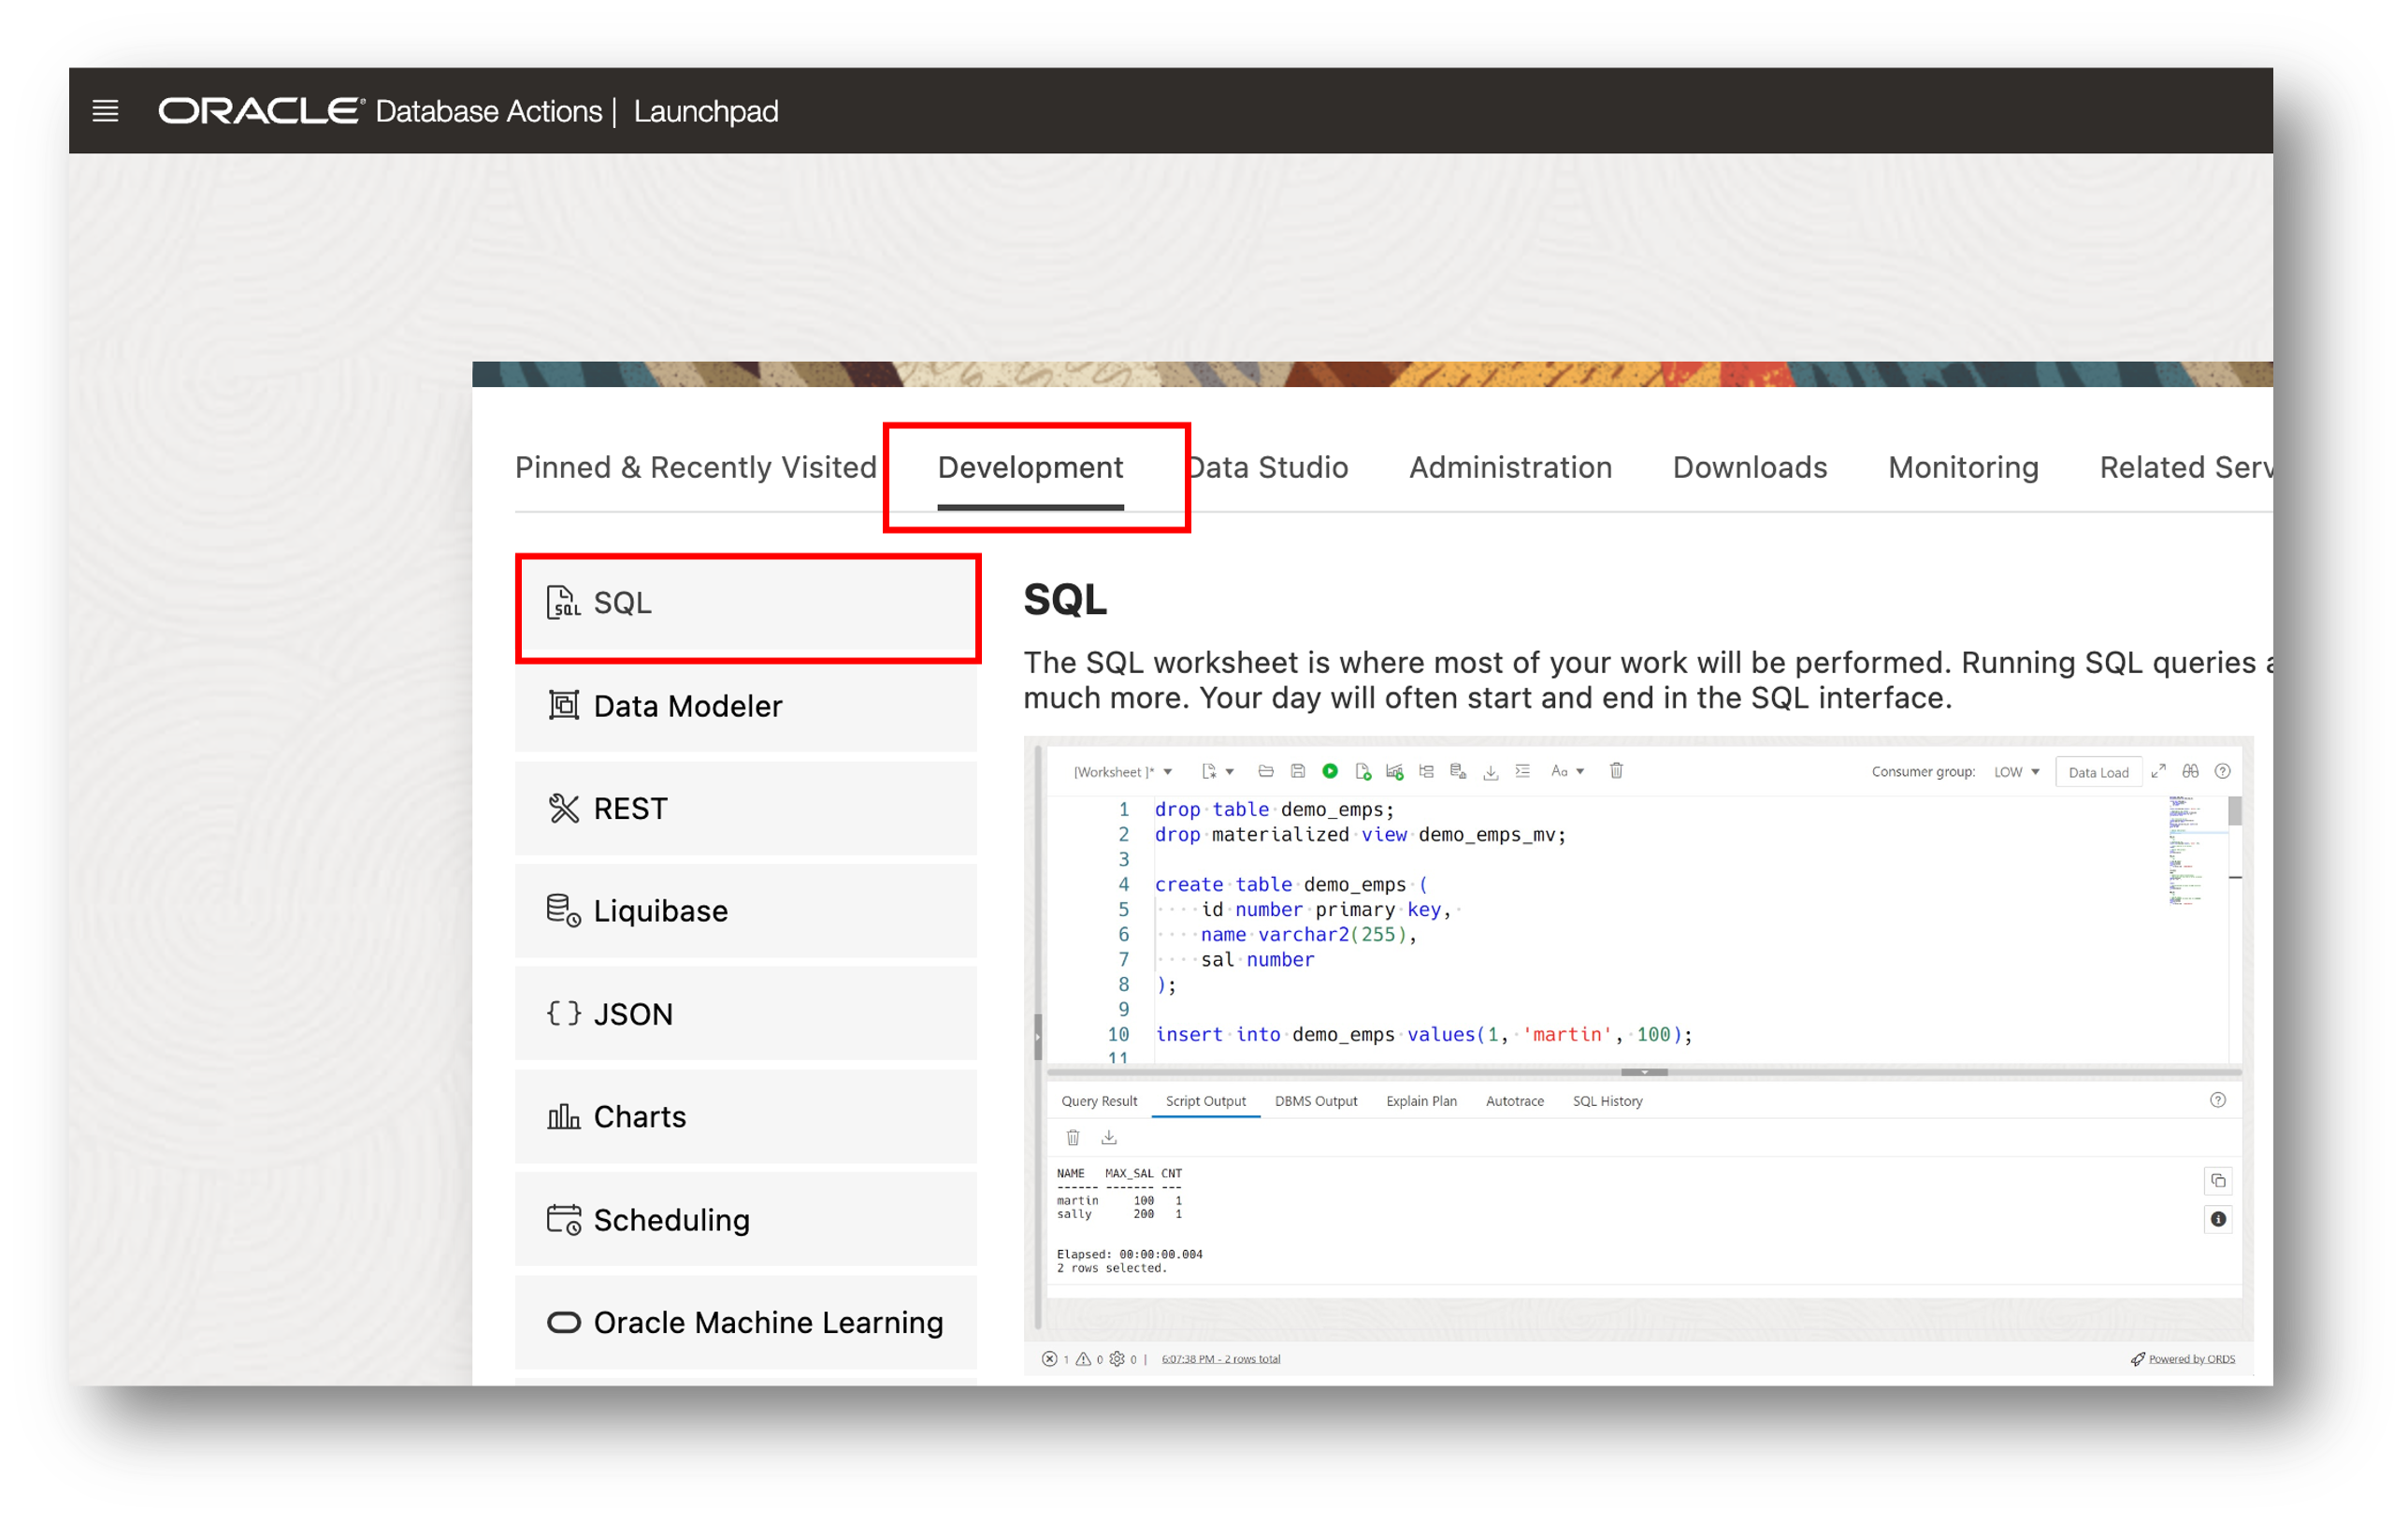 ORACLE® Database Actions | Launchpad
Pinned & Recently Visited Development Data Studio Administration Downloads Monitoring Related Serv
SQL
Data Modeler
REST
Liquibase
JSON
Charts
Scheduling
Oracle Machine Learning
SQL
The SQL worksheet is where most of your work will be performed. Running SQL queries a
much more. Your day will often start and end in the SQL interface.
[Worksheet ]* Aa Consumer group: LOW Data Load
1 drop table demo_emps;
2 drop materialized view demo_emps_mv;
3
4 create table demo_emps (
5 id number primary key,
6 name varchar2(255),
7 sal number
8 );
9
10 insert into demo_emps values(1, 'martin', 100);
11
Query Result Script Output DBMS Output Explain Plan Autotrace SQL History
NAME MAX_SAL CNT
------ ------- ---
martin 100 1
sally 200 1
Elapsed: 00:00:00.004
2 rows selected.
1 0 0 | 6:07:38 PM - 2 rows total Powered by ORDS